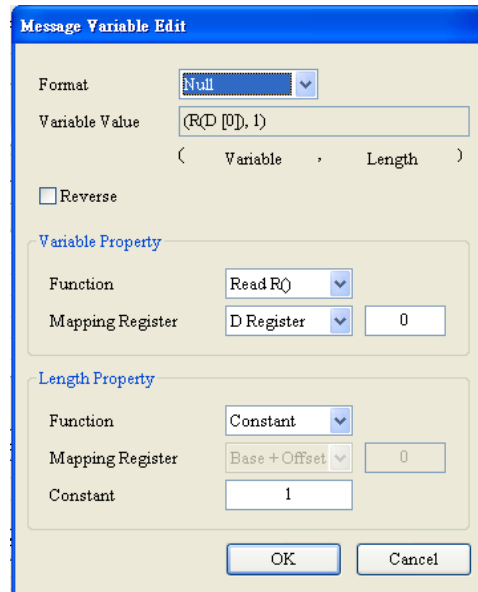 Message Variable Edit
Format Null
Variable Value (R(D [0]), 1)
( Variable , Length )
Reverse
Variable Property
Function Read R()
Mapping Register D Register 0
Length Property
Function Constant
Mapping Register Base + Offset 0
Constant 1
OK Cancel